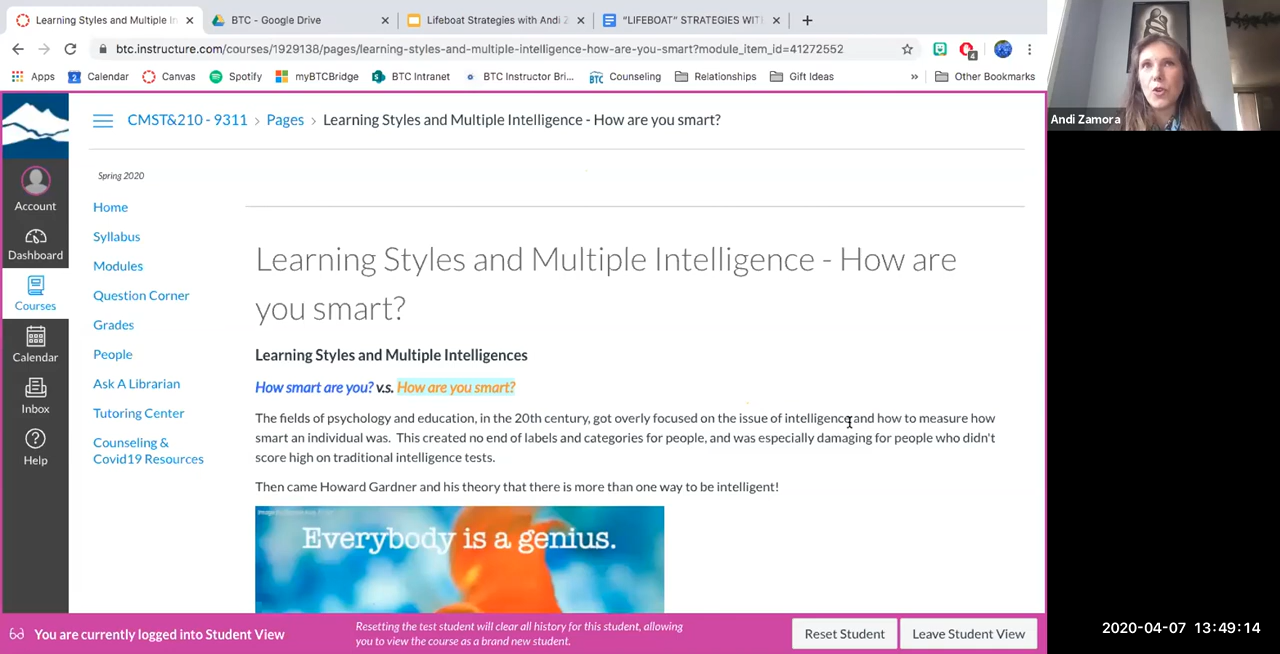 Learning Styles and Multiple In
BTC - Google Drive
Lifeboat Strategies with Andi Z
"LIFEBOAT" STRATEGIES WIT
btc.instructure.com/courses/1929138/pages/learning-styles-and-multiple-intelligence-how-are-you-smart?module_item_id=41272552
4
Apps
2
Calendar
Canvas
Spotify
myBTCBridge
BTC Intranet
BTC Instructor Bri...
BTC
Counseling
Relationships
Gift Ideas
»
Other Bookmarks
Andi Zamora
CMST&210 - 9311 > Pages > Learning Styles and Multiple Intelligence - How are you smart?
Account
Dashboard
Courses
Calendar
Inbox
Help
Spring 2020
Home
Syllabus
Modules
Question Corner
Grades
People
Ask A Librarian
Tutoring Center
Counseling &
Covid19 Resources
Learning Styles and Multiple Intelligence - How are
you smart?
Learning Styles and Multiple Intelligences
How smart are you? v.s. How are you smart?
The fields of psychology and education, in the 20th century, got overly focused on the issue of intelligence and how to measure how
smart an individual was. This created no end of labels and categories for people, and was especially damaging for people who didn't
score high on traditional intelligence tests.
Then came Howard Gardner and his theory that there is more than one way to be intelligent!
Everybody is a genius.
You are currently logged into Student View
Resetting the test student will clear all history for this student, allowing
you to view the course as a brand new student.
Reset Student
Leave Student View
2020-04-07 13:49:14